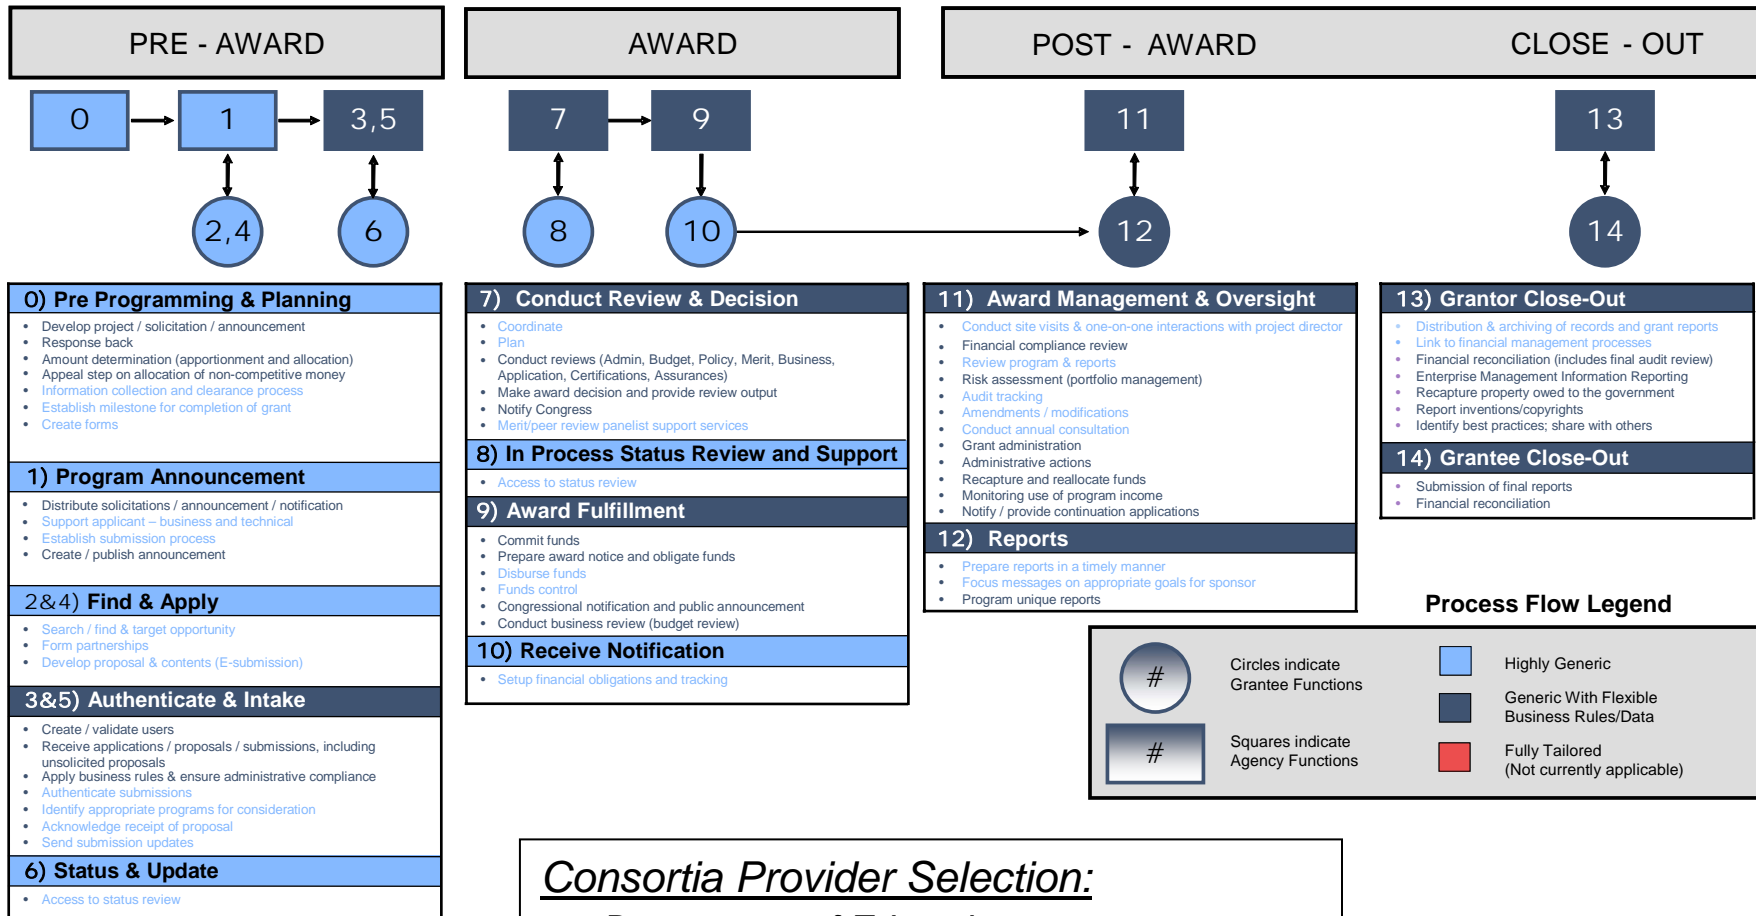 PRE - AWARD
AWARD
POST - AWARD
CLOSE - OUT
0
1
3,5
7
9
11
13
2,4
6
8
10
12
14
0) Pre Programming & Planning
• Develop project / solicitation / announcement
• Response back
• Amount determination (apportionment and allocation)
• Appeal step on allocation of non-competitive money
• Information collection and clearance process
• Establish milestone for completion of grant
• Create forms
1) Program Announcement
• Distribute solicitations / announcement / notification
• Support applicant – business and technical
• Establish submission process
• Create / publish announcement
2&4) Find & Apply
• Search / find & target opportunity
• Form partnerships
• Develop proposal & contents (E-submission)
3&5) Authenticate & Intake
• Create / validate users
• Receive applications / proposals / submissions, including
unsolicited proposals
• Apply business rules & ensure administrative compliance
• Authenticate submissions
• Identify appropriate programs for consideration
• Acknowledge receipt of proposal
• Send submission updates
6) Status & Update
• Access to status review
7) Conduct Review & Decision
• Coordinate
• Plan
• Conduct reviews (Admin, Budget, Policy, Merit, Business,
Application, Certifications, Assurances)
• Make award decision and provide review output
• Notify Congress
• Merit/peer review panelist support services
8) In Process Status Review and Support
• Access to status review
9) Award Fulfillment
• Commit funds
• Prepare award notice and obligate funds
• Disburse funds
• Funds control
• Congressional notification and public announcement
• Conduct business review (budget review)
10) Receive Notification
• Setup financial obligations and tracking
11) Award Management & Oversight
• Conduct site visits & one-on-one interactions with project director
• Financial compliance review
• Review program & reports
• Risk assessment (portfolio management)
• Audit tracking
• Amendments / modifications
• Conduct annual consultation
• Grant administration
• Administrative actions
• Recapture and reallocate funds
• Monitoring use of program income
• Notify / provide continuation applications
12) Reports
• Prepare reports in a timely manner
• Focus messages on appropriate goals for sponsor
• Program unique reports
13) Grantor Close-Out
• Distribution & archiving of records and grant reports
• Link to financial management processes
• Financial reconciliation (includes final audit review)
• Enterprise Management Information Reporting
• Recapture property owed to the government
• Report inventions/copyrights
• Identify best practices; share with others
14) Grantee Close-Out
• Submission of final reports
• Financial reconciliation
Process Flow Legend
#
Circles indicate
Grantee Functions
#
Squares indicate
Agency Functions
Highly Generic
Generic With Flexible
Business Rules/Data
Fully Tailored
(Not currently applicable)
Consortia Provider Selection: